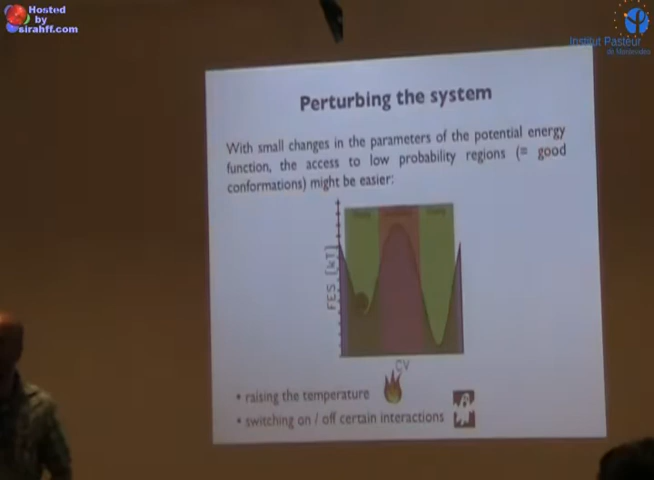 Hosted
by
sirahff.com
Institut Pasteur
de Montevideo
Perturbing the system
With small changes in the parameters of the potential energy
function, the access to low probability regions (= good
conformations) might be easier:
FES [kT]
CV
• raising the temperature
• switching on / off certain interactions